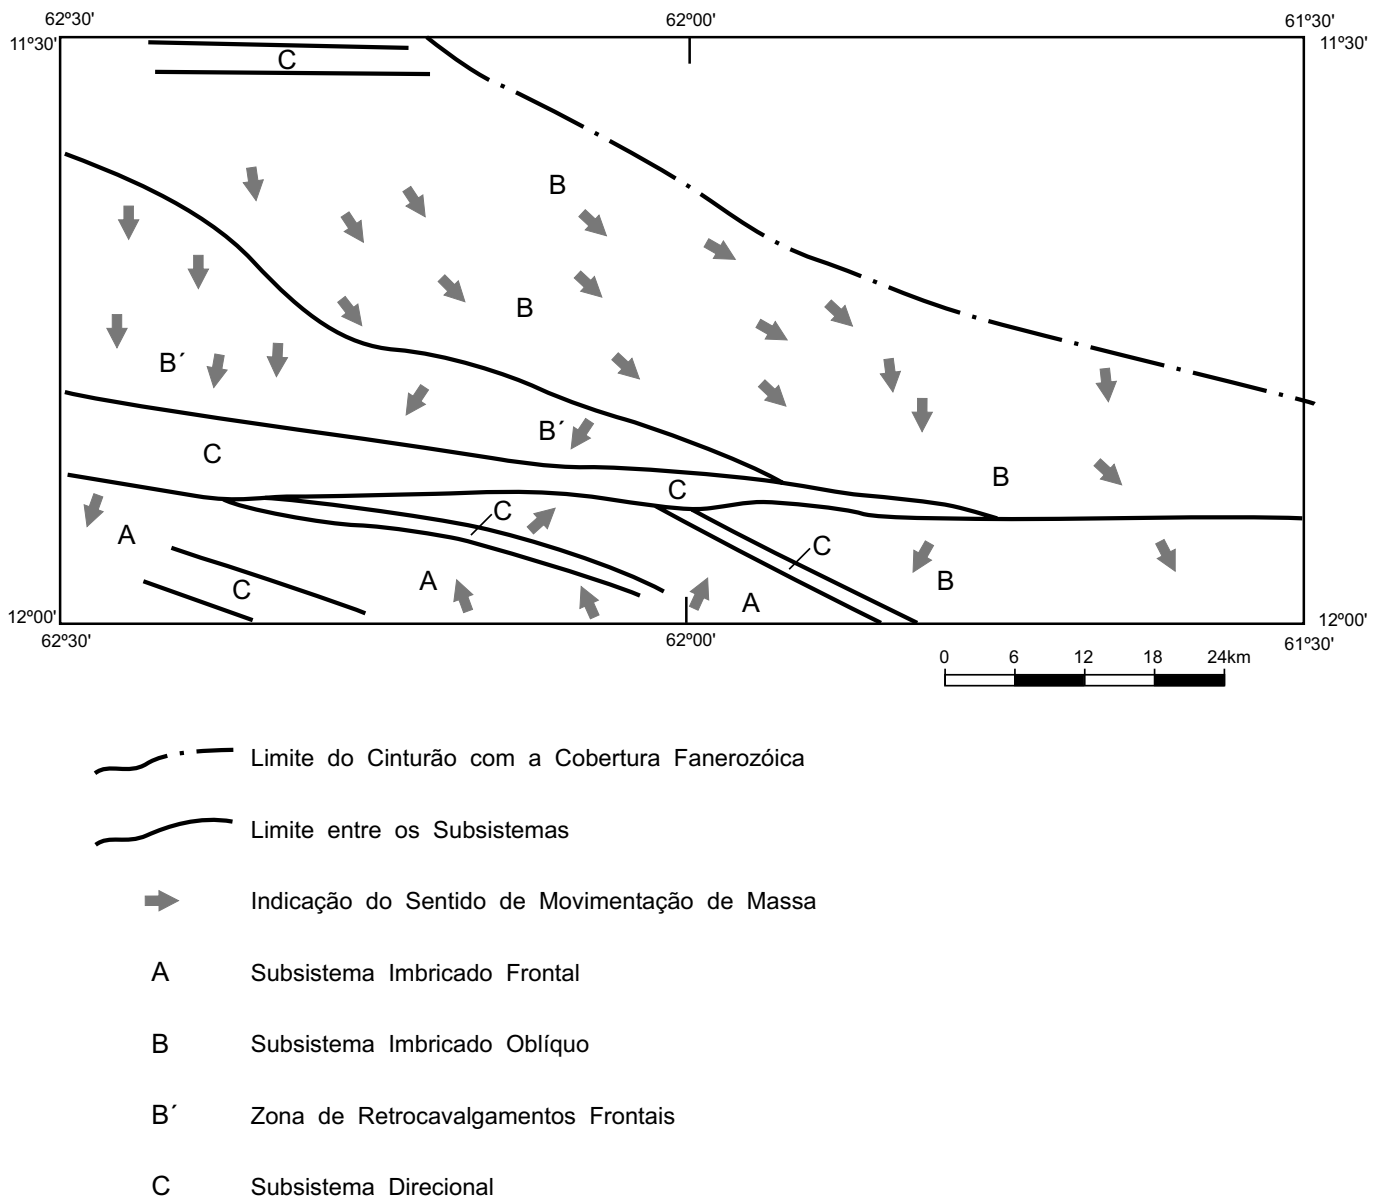 62º30' 62º00' 61º30'
11º30' 11º30'
C
B
B
B´
B´
C
B
C
C
A
C
C
A
A
B
12º00' 12º00'
62º30' 62º00' 61º30'
0 6 12 18 24km
Limite do Cinturão com a Cobertura Fanerozóica
Limite entre os Subsistemas
Indicação do Sentido de Movimentação de Massa
A Subsistema Imbricado Frontal
B Subsistema Imbricado Oblíquo
B´ Zona de Retrocavalgamentos Frontais
C Subsistema Direcional